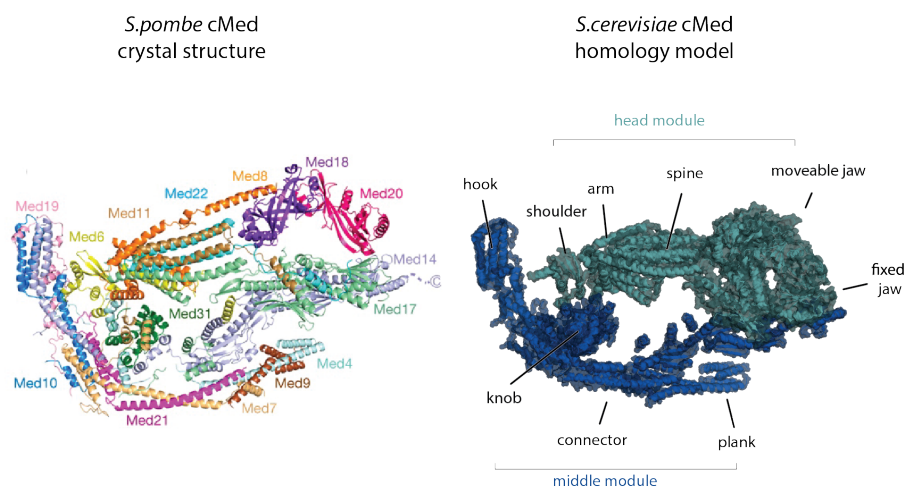 S.pombe cMed
crystal structure
S.cerevisiae cMed
homology model
Med18
Med8
Med22
Med20
Med19
Med11
Med6
Med14
C
Med17
Med31
Med4
Med9
Med10
Med7
Med21
head module
hook
shoulder
arm
spine
moveable jaw
fixed
jaw
knob
connector
plank
middle module